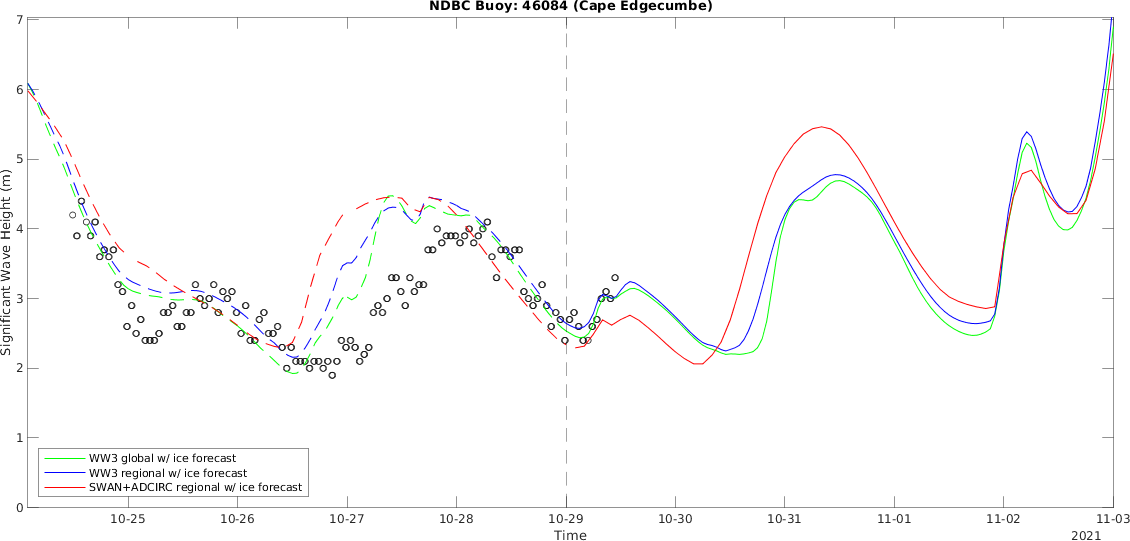 NDBC Buoy: 46084 (Cape Edgecumbe)
7
6
5
4
3
2
1
0
Significant Wave Height (m)
WW3 global w/ ice forecast
WW3 regional w/ ice forecast
SWAN+ADCIRC regional w/ ice forecast
10-25 10-26 10-27 10-28 10-29 10-30 10-31 11-01 11-02 11-03
Time
2021